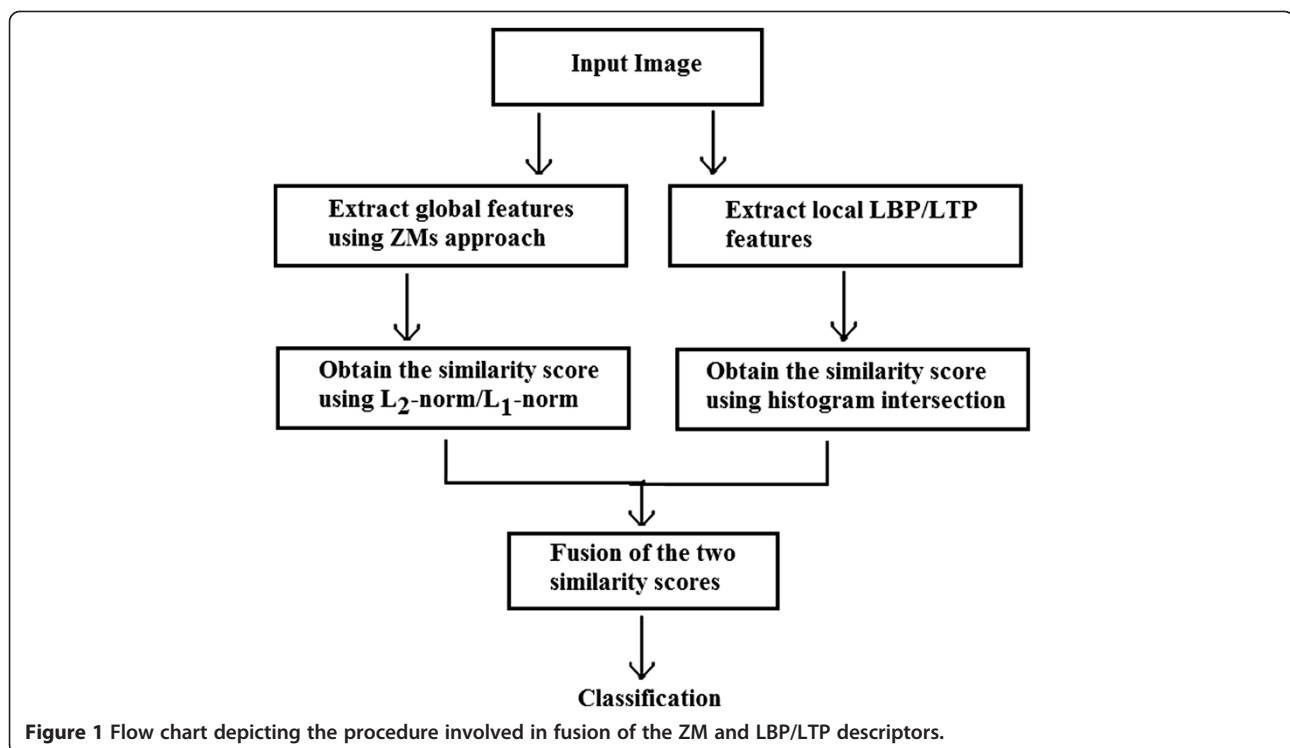 Input Image
Extract global features
using ZMs approach
Extract local LBP/LTP
features
Obtain the similarity score
using L2-norm/L1-norm
Obtain the similarity score
using histogram intersection
Fusion of the two
similarity scores
Classification
Figure 1 Flow chart depicting the procedure involved in fusion of the ZM and LBP/LTP descriptors.